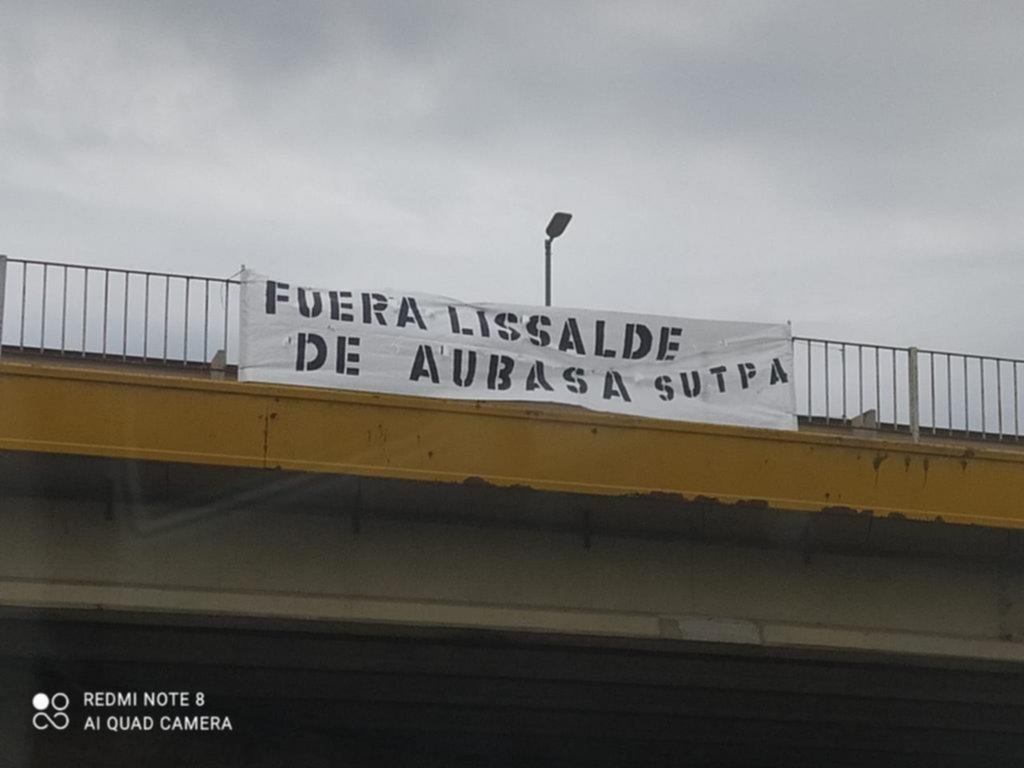 FUERA LISSALDE
DE AUBASA SUTPA
REDMI NOTE 8
AI QUAD CAMERA